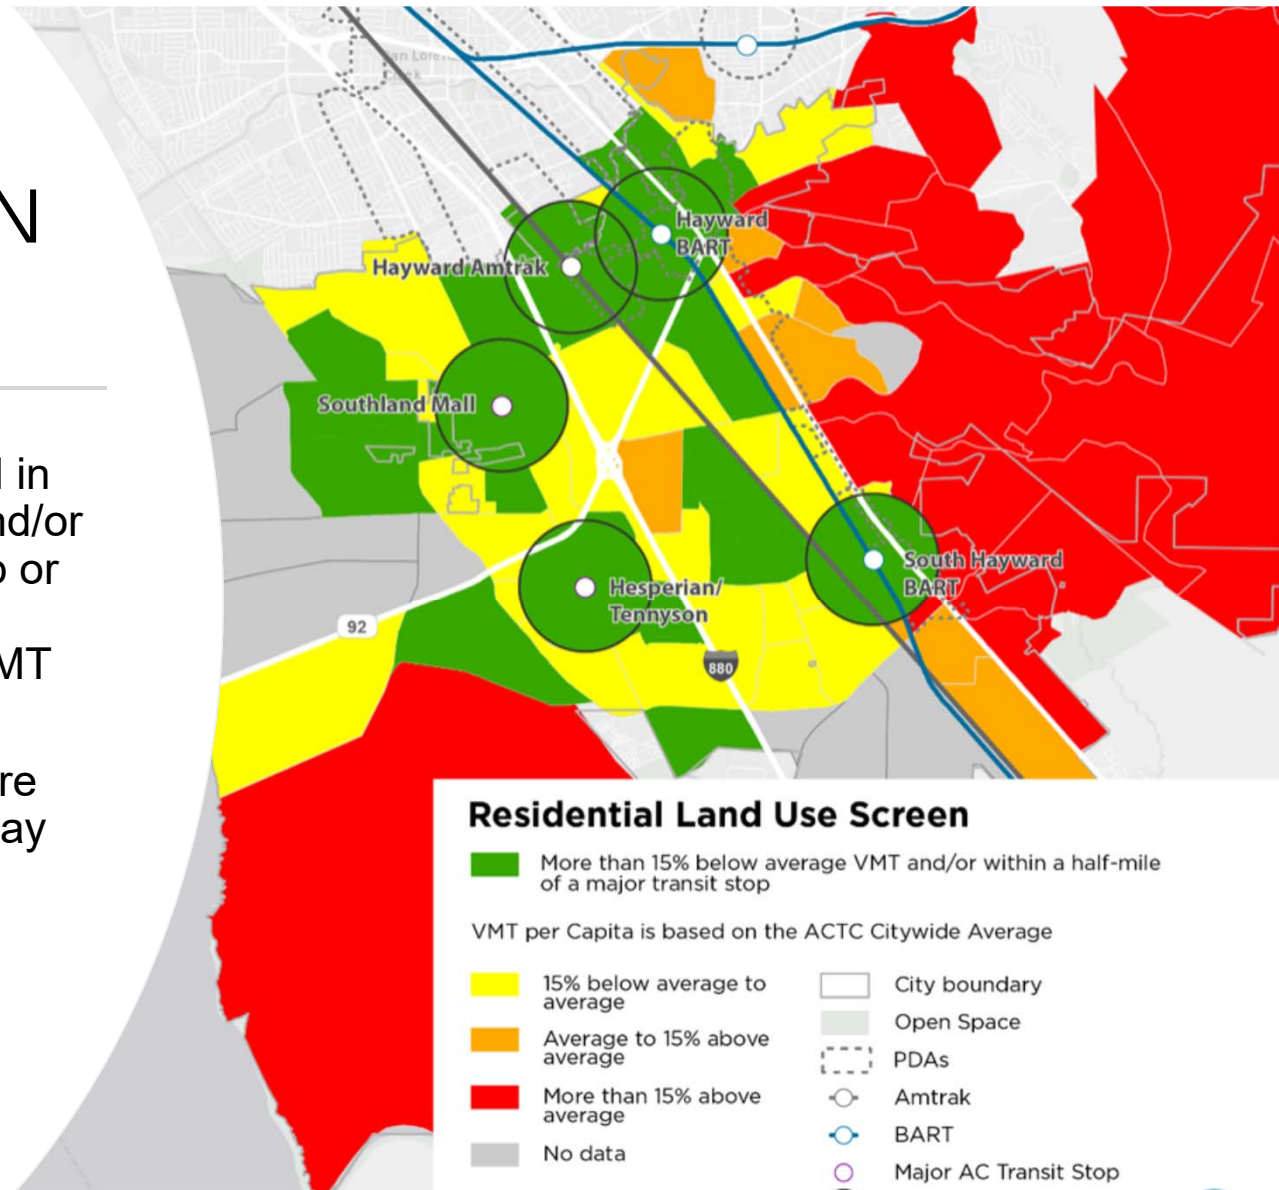 N
l in
nd/or
o or
MT
re
ay
Creek
Hayward
BART
Hayward Amtrak
Southland Mall
Hesperian/
Tennyson
South Hayward
BART
92
880
Residential Land Use Screen
More than 15% below average VMT and/or within a half-mile
of a major transit stop
VMT per Capita is based on the ACTC Citywide Average
15% below average to
average
Average to 15% above
average
More than 15% above
average
No data
City boundary
Open Space
PDAs
Amtrak
BART
Major AC Transit Stop